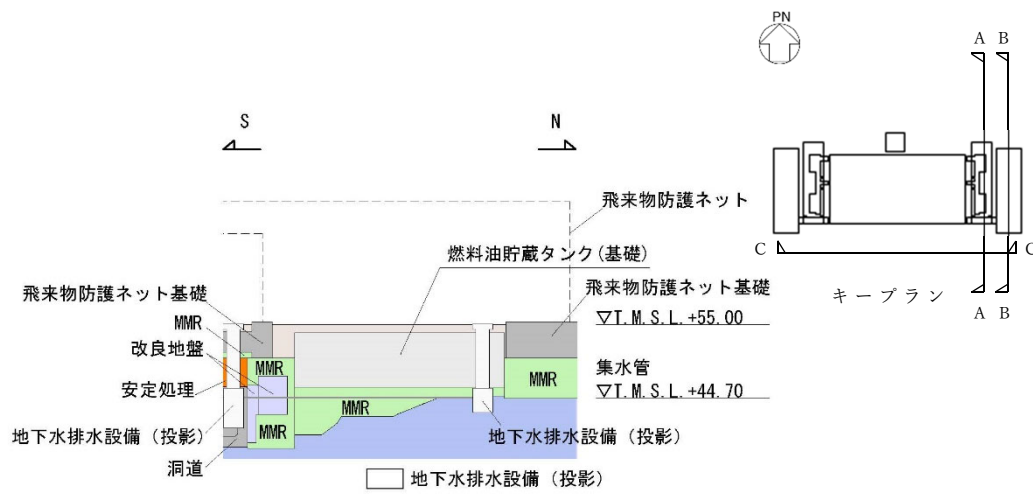 PN
A B
S
N
飛来物防護ネット
燃料油貯蔵タンク(基礎)
C
C
キープラン
A B
飛来物防護ネット基礎
飛来物防護ネット基礎
▽T.M.S.L.+55.00
MMR
改良地盤
MMR
集水管
MMR
安定処理
▽T.M.S.L.+44.70
MMR
MMR
地下水排水設備(投影)
地下水排水設備(投影)
洞道
地下水排水設備(投影)